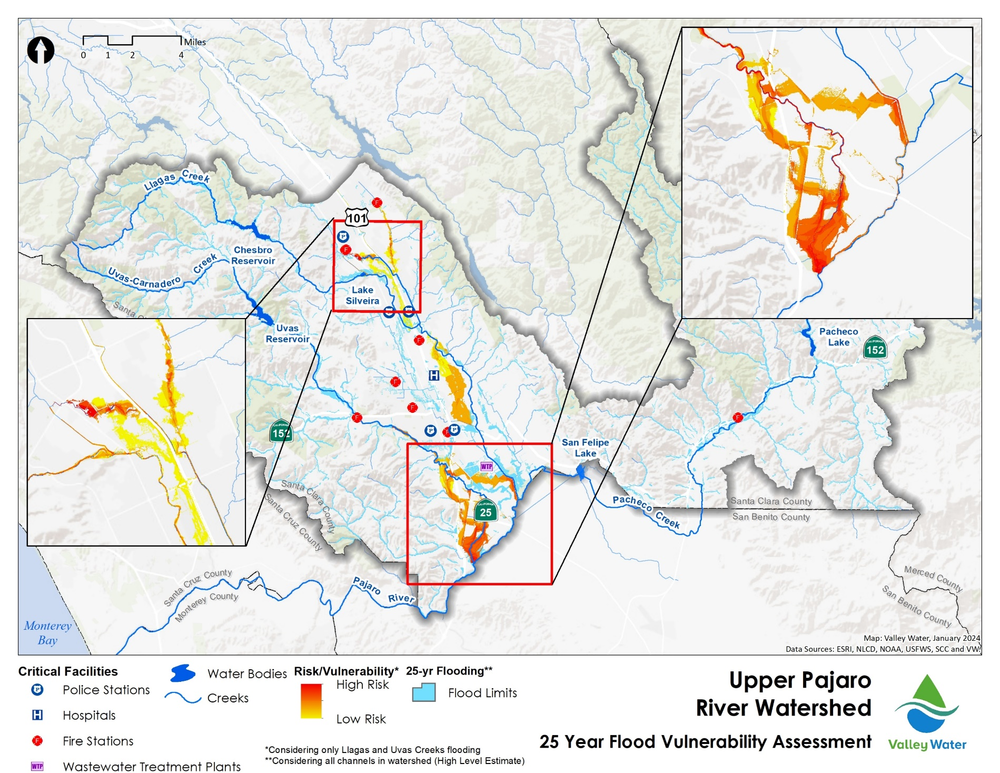 Miles
0 1 2 4
101
Llagas Creek
Chesbro
Reservoir
Uvas-Carnadero Creek
Lake
Silveira
Uvas
Reservoir
Pacheco
Lake
CALIFORNIA
152
CALIFORNIA
152
San Felipe
Lake
WTP
CALIFORNIA
25
Pacheco Creek
Santa Clara County
San Benito County
Santa Clara County
Santa Cruz County
Santa Cruz County
Monterey County
Pajaro River
Merced County
San Benito County
Monterey
Bay
Map: Valley Water, January 2024
Data Sources: ESRI, NLCD, NOAA, USFWS, SCC and VW.
Critical Facilities
P Police Stations
H Hospitals
F Fire Stations
WTP Wastewater Treatment Plants
Water Bodies
Creeks
Risk/Vulnerability*
High Risk
Low Risk
25-yr Flooding**
Flood Limits
*Considering only Llagas and Uvas Creeks flooding
**Considering all channels in watershed (High Level Estimate)
Upper Pajaro
River Watershed
25 Year Flood Vulnerability Assessment
Valley Water